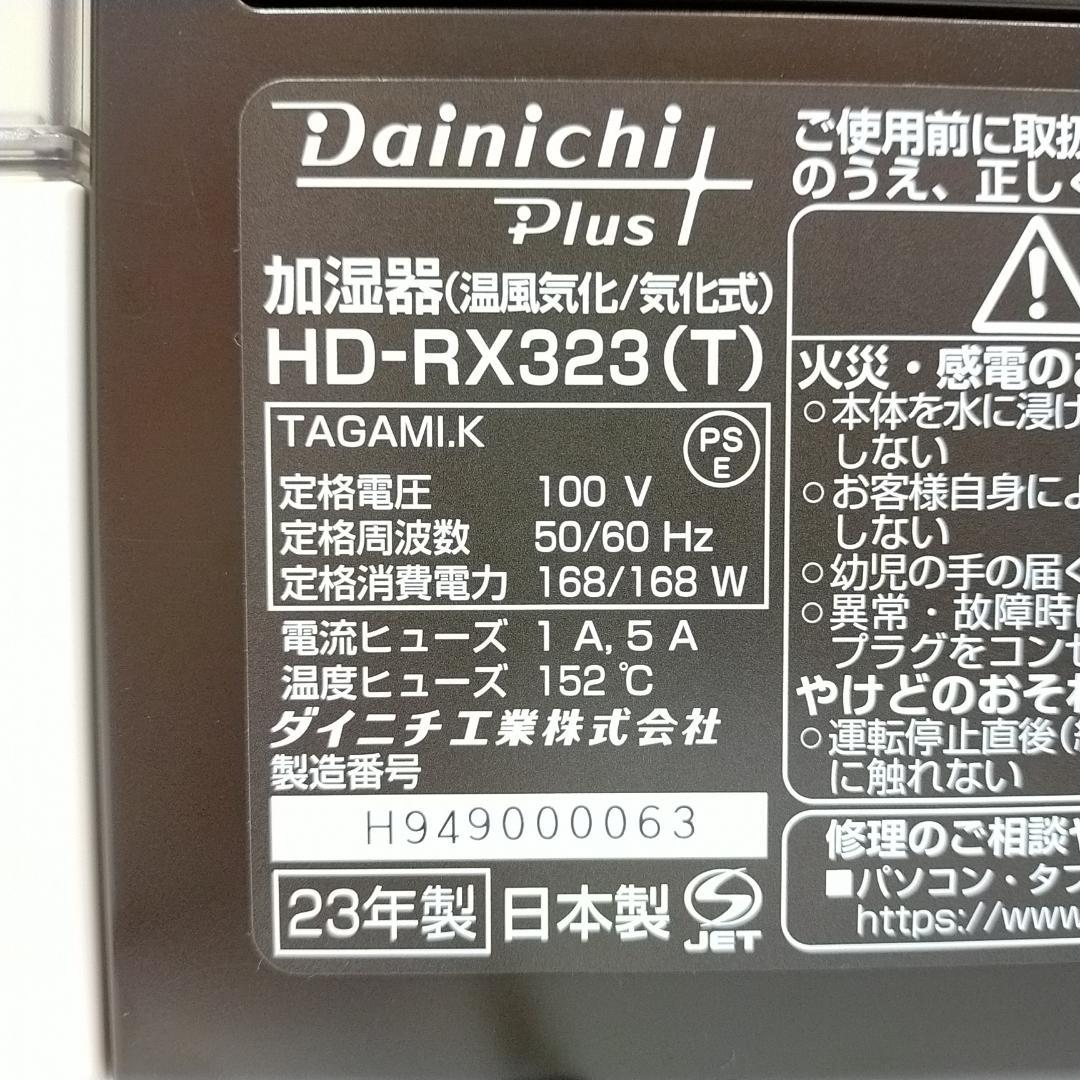 Dainichi
Plus
加湿器(温風気化/気化式)
HD-RX323(T)
TAGAMI.K
PS
E
定格電圧 100 V
定格周波数 50/60 Hz
定格消費電力 168/168 W
電流ヒューズ 1 A, 5 A
温度ヒューズ 152 ℃
ダイニチ工業株式会社
製造番号
H949000063
23年製 日本製 JET
ご使用前に取扱
のうえ、正しく
火災・感電のお
○本体を水に浸け
しない
○お客様自身によ
しない
○幼児の手の届く
○異常・故障時に
プラグをコンセ
やけどのおそれ
○運転停止直後(
に触れない
修理のご相談や
■パソコン・タブ
https://www